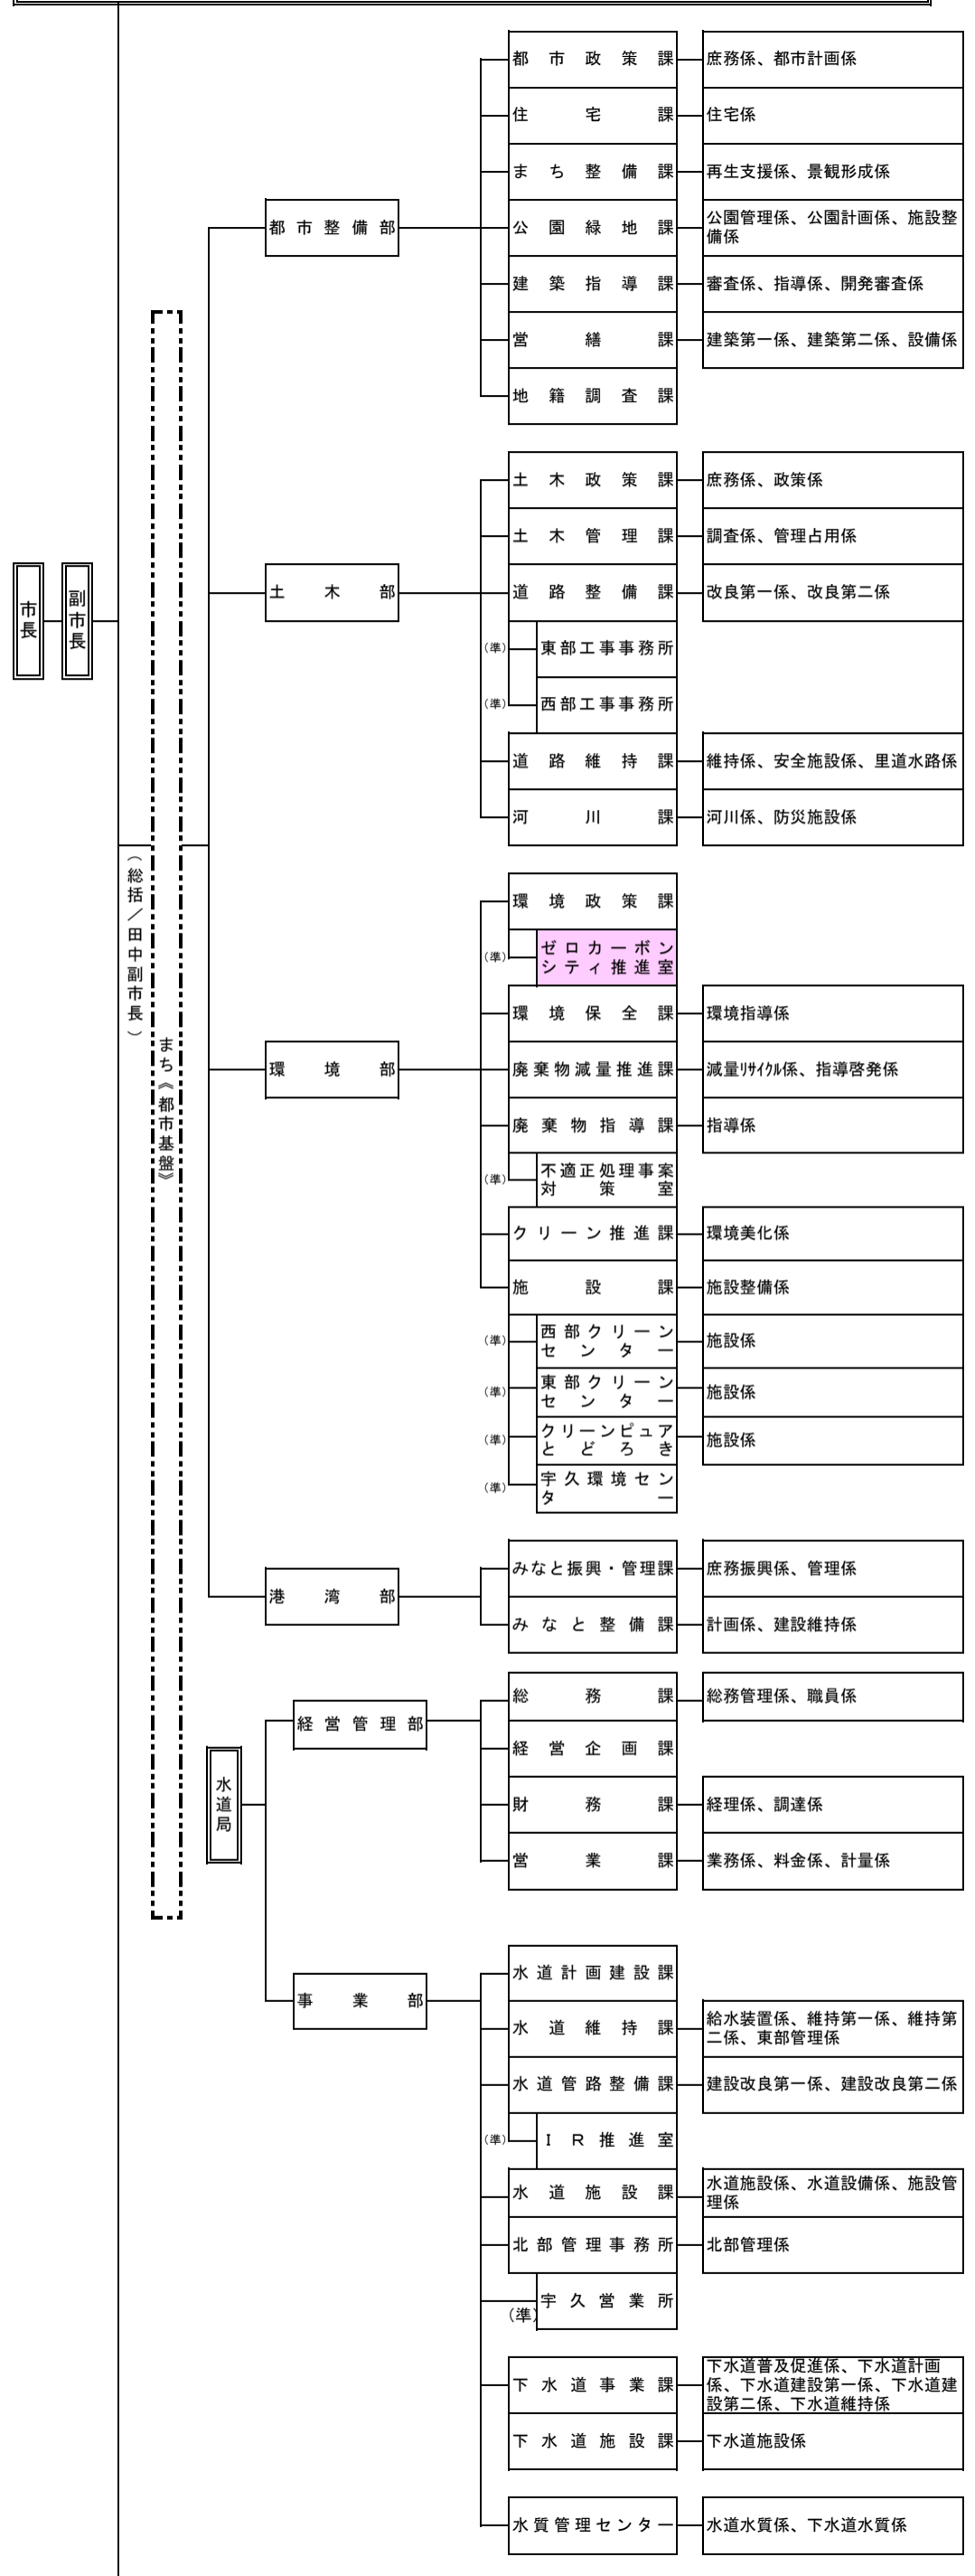 都市政策課
庶務係、都市計画係
住宅課
住宅係
まち整備課
再生支援係、景観形成係
都市整備部
公園緑地課
公園管理係、公園計画係、施設整
備係
建築指導課
審査係、指導係、開発審査係
営繕課
建築第一係、建築第二係、設備係
地籍調査課
土木政策課
庶務係、政策係
土木管理課
調査係、管理占用係
市長
副市長
土木部
道路整備課
改良第一係、改良第二係
（準）
東部工事事務所
（準）
西部工事事務所
道路維持課
維持係、安全施設係、里道水路係
河川課
河川係、防災施設係
（総括／田中副市長）
まち《都市基盤》
環境政策課
（準）
ゼロカーボン
シティ推進室
環境保全課
環境指導係
環境部
廃棄物減量推進課
減量ﾘｻｲｸﾙ係、指導啓発係
廃棄物指導課
指導係
（準）
不適正処理事案
対策室
クリーン推進課
環境美化係
施設課
施設整備係
（準）
西部クリーン
センター
施設係
（準）
東部クリーン
センター
施設係
（準）
クリーンピュア
とどろき
施設係
（準）
宇久環境セン
ター
港湾部
みなと振興・管理課
庶務振興係、管理係
みなと整備課
計画係、建設維持係
水道局
経営管理部
総務課
総務管理係、職員係
経営企画課
財務課
経理係、調達係
営業課
業務係、料金係、計量係
事業部
水道計画建設課
水道維持課
給水装置係、維持第一係、維持第
二係、東部管理係
水道管路整備課
建設改良第一係、建設改良第二係
（準）
ＩＲ推進室
水道施設課
水道施設係、水道設備係、施設管
理係
北部管理事務所
北部管理係
（準）
宇久営業所
下水道事業課
下水道普及促進係、下水道計画
係、下水道建設第一係、下水道建
設第二係、下水道維持係
下水道施設課
下水道施設係
水質管理センター
水道水質係、下水道水質係